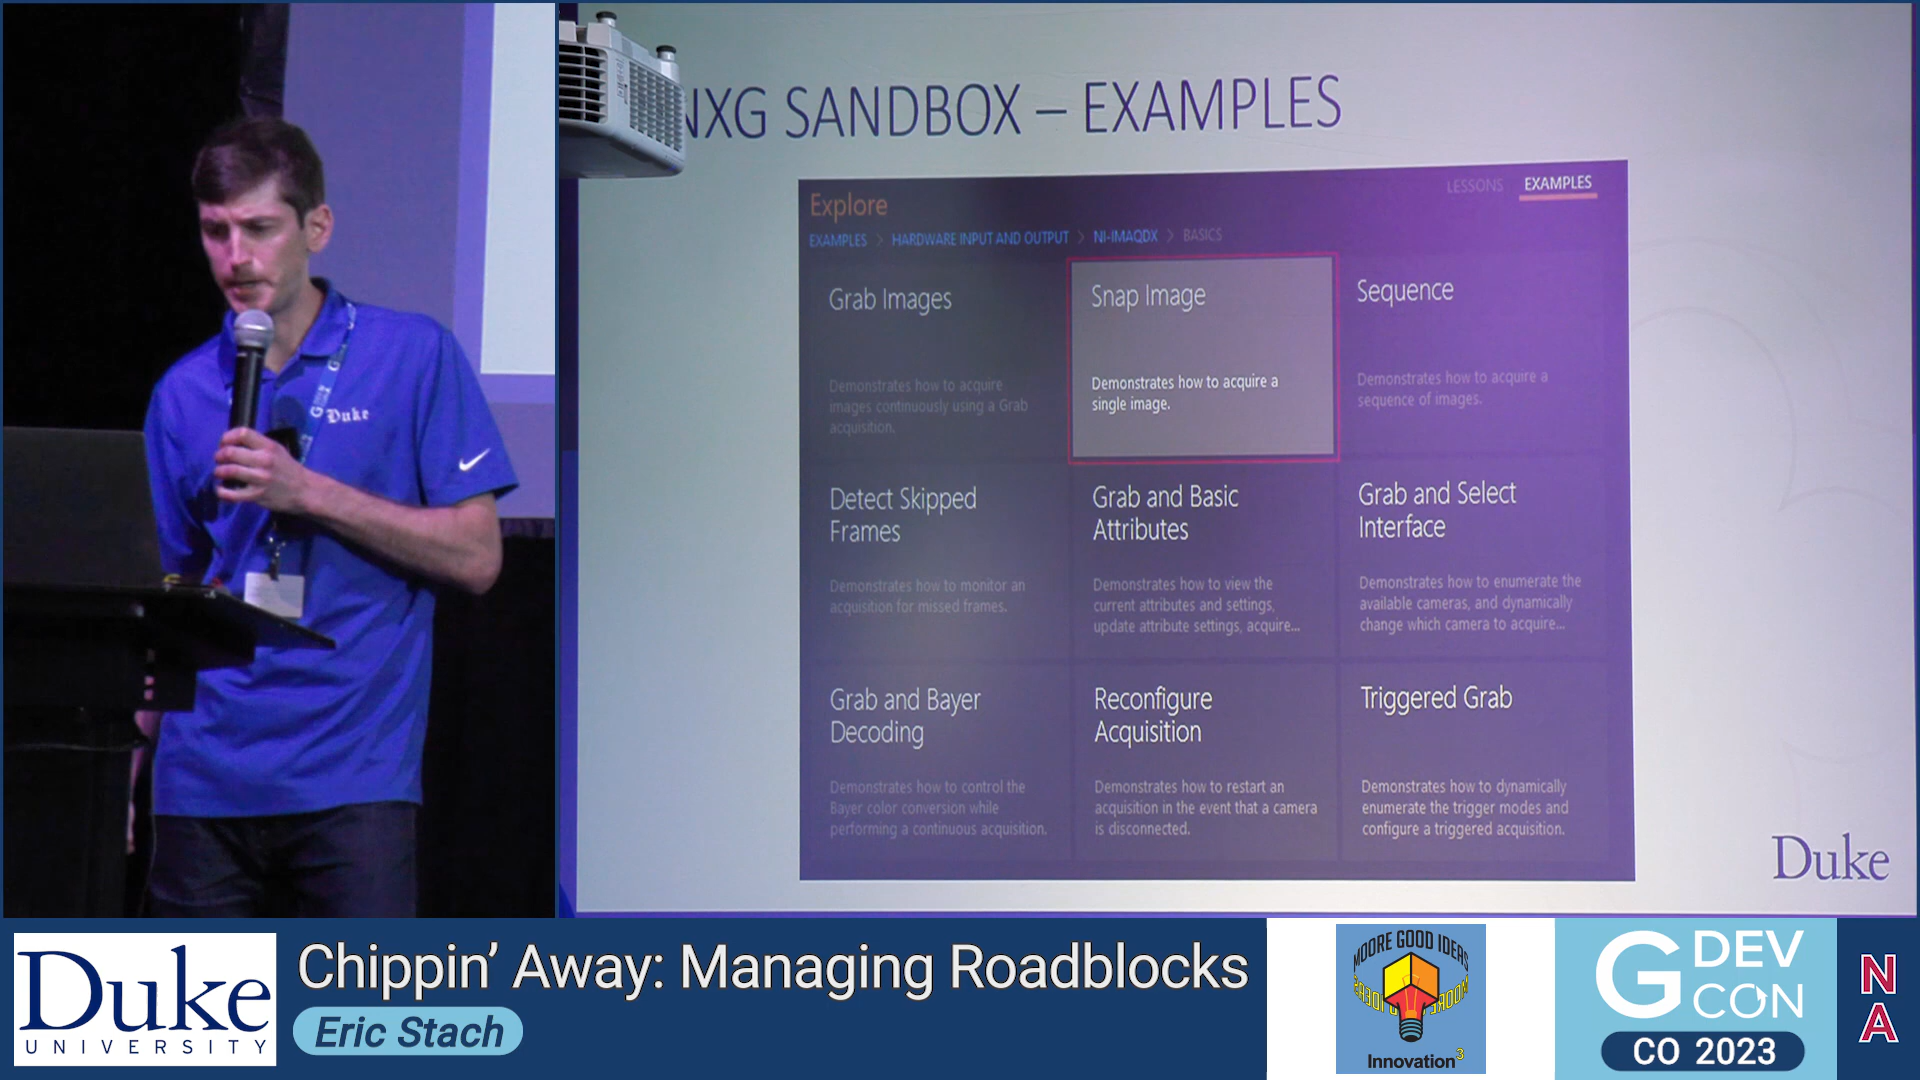 NXG SANDBOX – EXAMPLES
Explore
LESSONS EXAMPLES
EXAMPLES > HARDWARE INPUT AND OUTPUT > NI-IMAQDX > BASICS
Grab Images
Demonstrates how to acquire
images continuously using a Grab
acquisition.
Snap Image
Demonstrates how to acquire a
single image.
Sequence
Demonstrates how to acquire a
sequence of images.
Detect Skipped
Frames
Demonstrates how to monitor an
acquisition for missed frames.
Grab and Basic
Attributes
Demonstrates how to view the
current attributes and settings,
update attribute settings, acquire...
Grab and Select
Interface
Demonstrates how to enumerate the
available cameras, and dynamically
change which camera to acquire...
Grab and Bayer
Decoding
Demonstrates how to control the
Bayer color conversion while
performing a continuous acquisition.
Reconfigure
Acquisition
Demonstrates how to restart an
acquisition in the event that a camera
is disconnected.
Triggered Grab
Demonstrates how to dynamically
enumerate the trigger modes and
configure a triggered acquisition.
Duke
Duke
Duke
UNIVERSITY
Chippin' Away: Managing Roadblocks
Eric Stach
MOORE GOOD IDEAS
Innovation³
G DEV
CON
CO 2023
NA